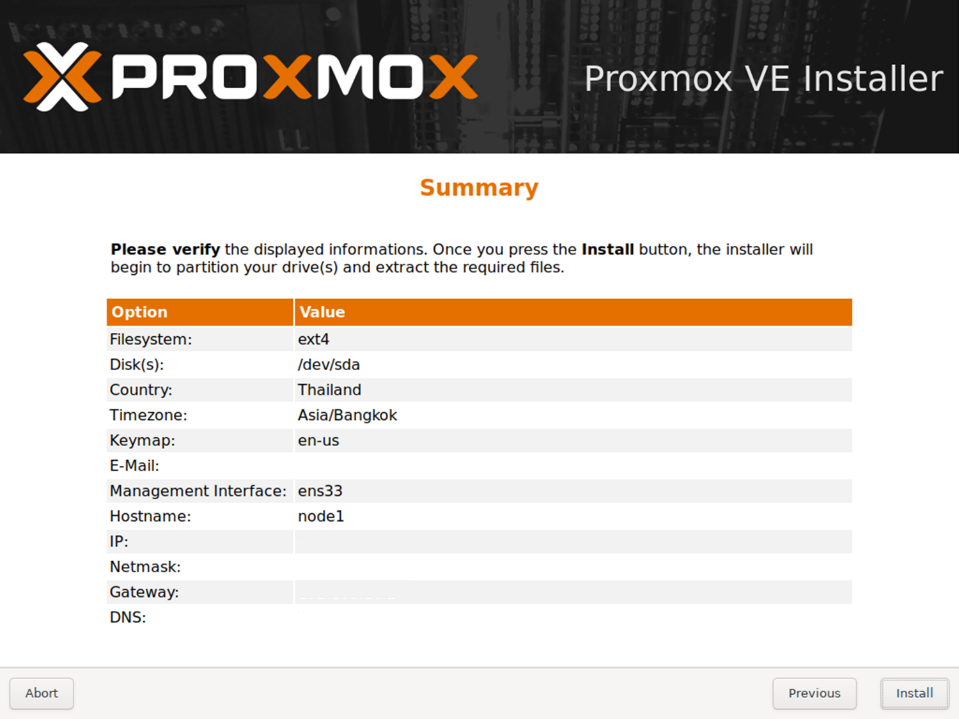 PROXMOX
Proxmox VE Installer
Summary
Please verify the displayed informations. Once you press the Install button, the installer will
begin to partition your drive(s) and extract the required files.
Option Value
Filesystem: ext4
Disk(s): /dev/sda
Country: Thailand
Timezone: Asia/Bangkok
Keymap: en-us
E-Mail:
Management Interface: ens33
Hostname: node1
IP:
Netmask:
Gateway:
DNS:
Abort Previous Install